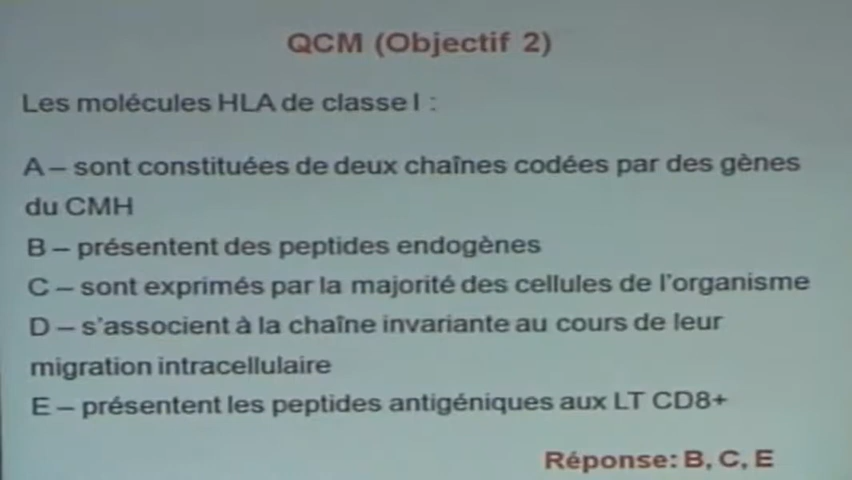 QCM (Objectif 2)
Les molécules HLA de classe I :
A – sont constituées de deux chaînes codées par des gènes
du CMH
B – présentent des peptides endogènes
C – sont exprimés par la majorité des cellules de l'organisme
D – s'associent à la chaîne invariante au cours de leur
migration intracellulaire
E – présentent les peptides antigéniques aux LT CD8+
Réponse: B, C, E